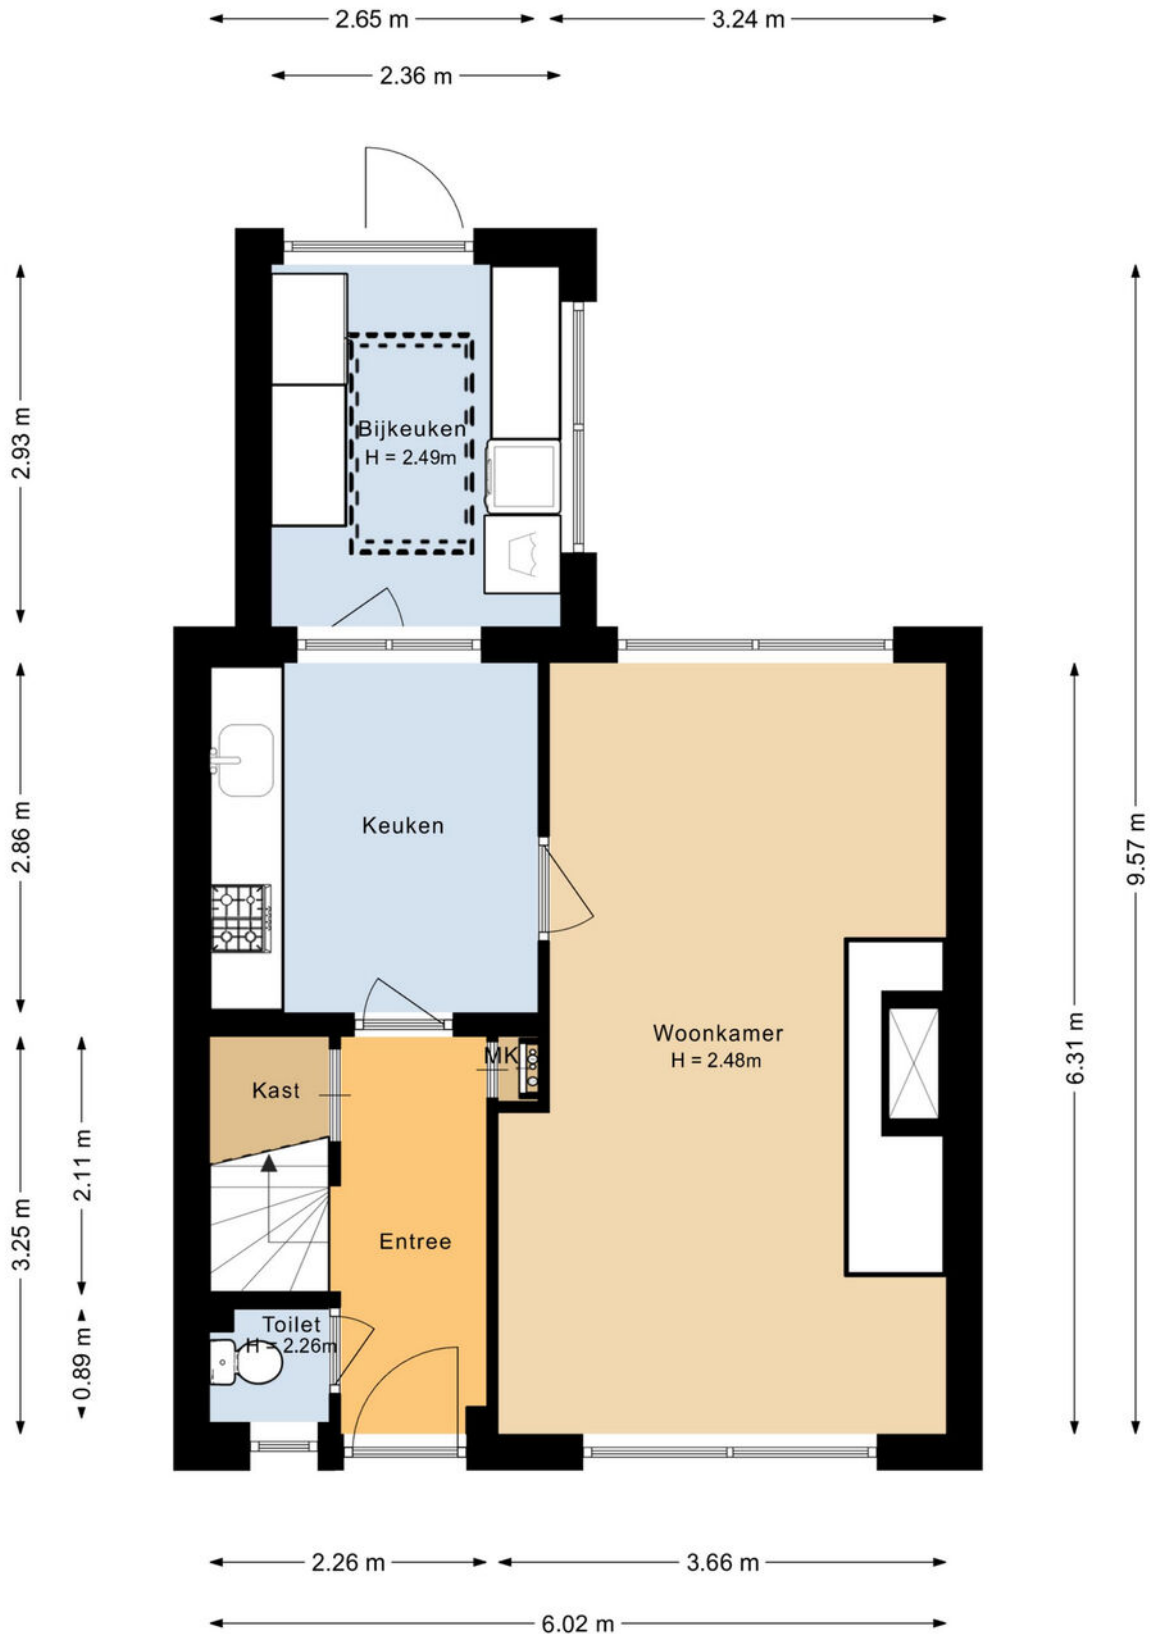 2.65 m
3.24 m
2.36 m
2.93 m
Bijkeuken
H = 2.49m
9.57 m
2.86 m
Keuken
6.31 m
Woonkamer
H = 2.48m
MK
Kast
2.11 m
3.25 m
Entree
Toilet
H = 2.26m
0.89 m
2.26 m
3.66 m
6.02 m